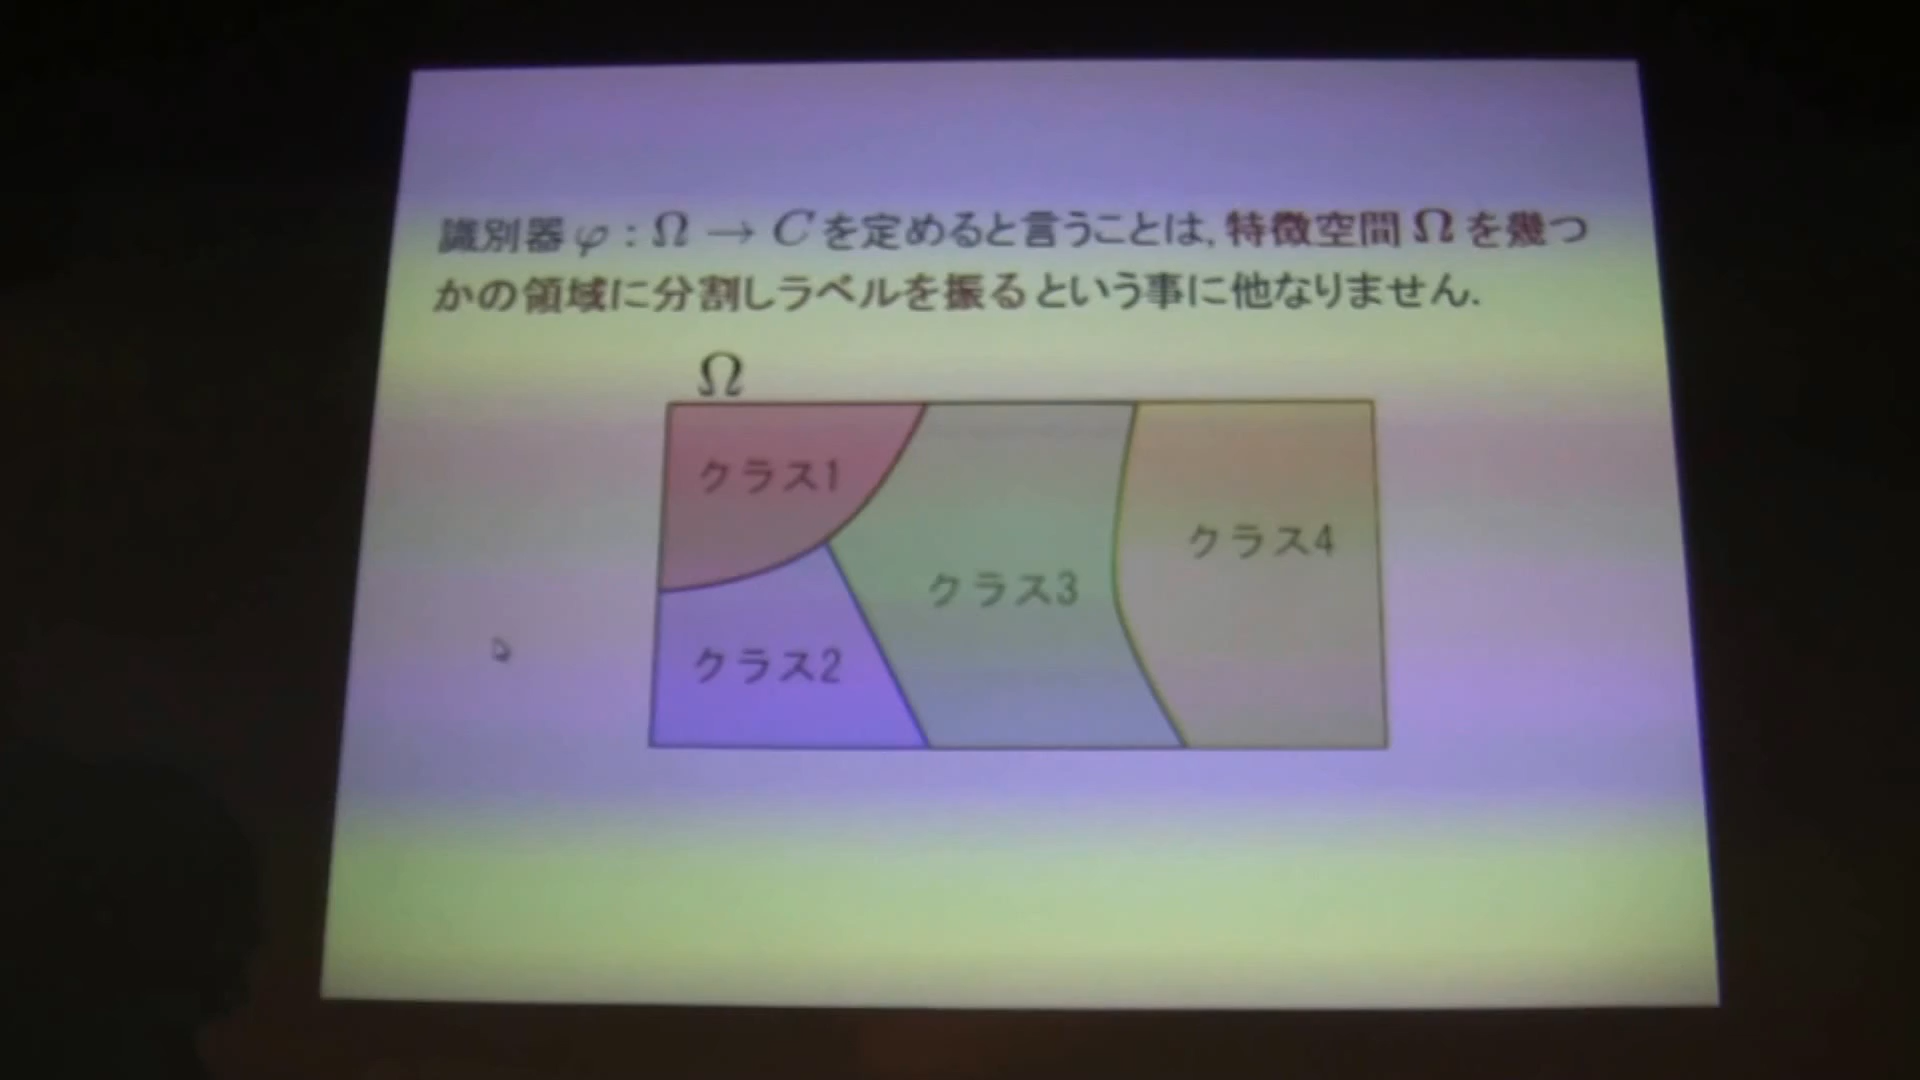 識別器 φ : Ω → C を定めると言うことは, 特徴空間 Ω を幾つ
かの領域に分割しラベルを振るという事に他なりません.
Ω
クラス1
クラス4
クラス3
クラス2